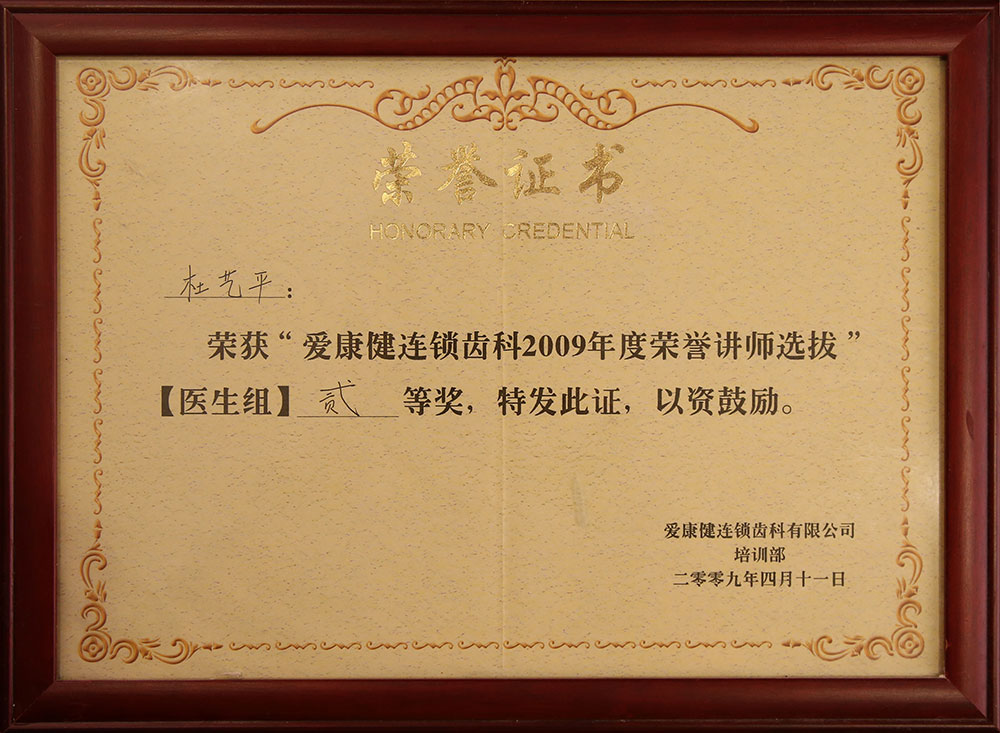 荣誉证书
HONORARY CREDENTIAL
杜艺平：
荣获“爱康健连锁齿科2009年度荣誉讲师选拔”
【医生组】贰等奖，特发此证，以资鼓励。
爱康健连锁齿科有限公司
培训部
二零零九年四月十一日